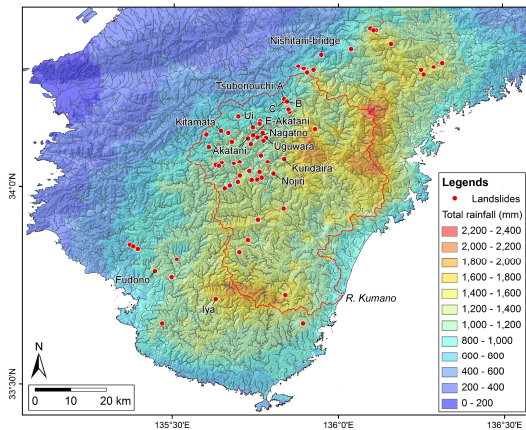 Nishitani-bridge
Tsubonouchi A
C
B
Ui
Kitamata
E-Akatani
Nagatno
Akatani
Uguwara
Kundaira
Nojiri
34°0'N
Fudono
Iya
R. Kumano
N
0 10 20 km
33°30'N
135°30'E
136°0'E
136°30'E
Legends
Landslides
Total rainfall (mm)
2,200 - 2,400
2,000 - 2,200
1,800 - 2,000
1,600 - 1,800
1,400 - 1,600
1,200 - 1,400
1,000 - 1,200
800 - 1,000
600 - 800
400 - 600
200 - 400
0 - 200